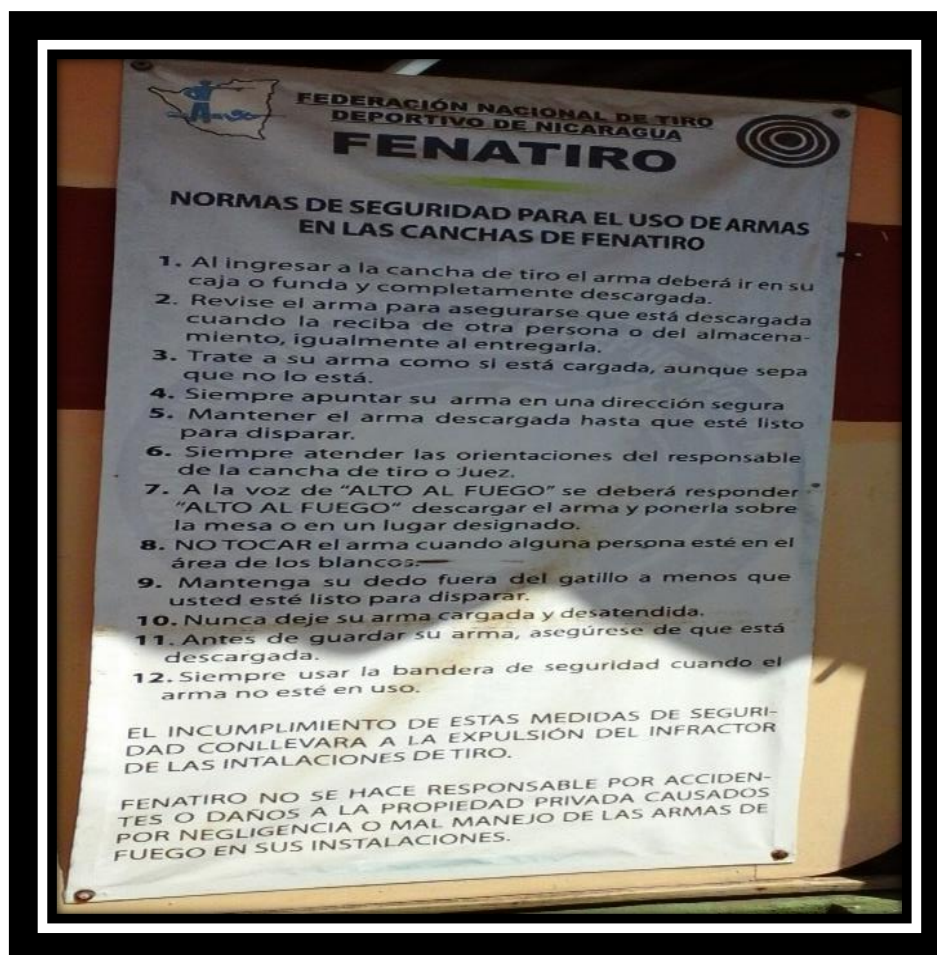 FEDERACIÓN NACIONAL DE TIRO
DEPORTIVO DE NICARAGUA
FENATIRO
NORMAS DE SEGURIDAD PARA EL USO DE ARMAS
EN LAS CANCHAS DE FENATIRO
1. Al ingresar a la cancha de tiro el arma deberá ir en su
caja o funda y completamente descargada.
2. Revise el arma para asegurarse que está descargada
cuando la reciba de otra persona o del almacena-
miento, igualmente al entregarla.
3. Trate a su arma como si está cargada, aunque sepa
que no lo está.
4. Siempre apuntar su arma en una dirección segura
5. Mantener el arma descargada hasta que esté listo
para disparar.
6. Siempre atender las orientaciones del responsable
de la cancha de tiro o Juez.
7. A la voz de "ALTO AL FUEGO" se deberá responder
"ALTO AL FUEGO" descargar el arma y ponerla sobre
la mesa o en un lugar designado.
8. NO TOCAR el arma cuando alguna persona esté en el
área de los blancos.
9. Mantenga su dedo fuera del gatillo a menos que
usted esté listo para disparar.
10. Nunca deje su arma cargada y desatendida.
11. Antes de guardar su arma, asegúrese de que está
descargada.
12. Siempre usar la bandera de seguridad cuando el
arma no esté en uso.
EL INCUMPLIMIENTO DE ESTAS MEDIDAS DE SEGURI-
DAD CONLLEVARA A LA EXPULSIÓN DEL INFRACTOR
DE LAS INTALACIONES DE TIRO.
FENATIRO NO SE HACE RESPONSABLE POR ACCIDEN-
TES O DAÑOS A LA PROPIEDAD PRIVADA CAUSADOS
POR NEGLIGENCIA O MAL MANEJO DE LAS ARMAS DE
FUEGO EN SUS INSTALACIONES.